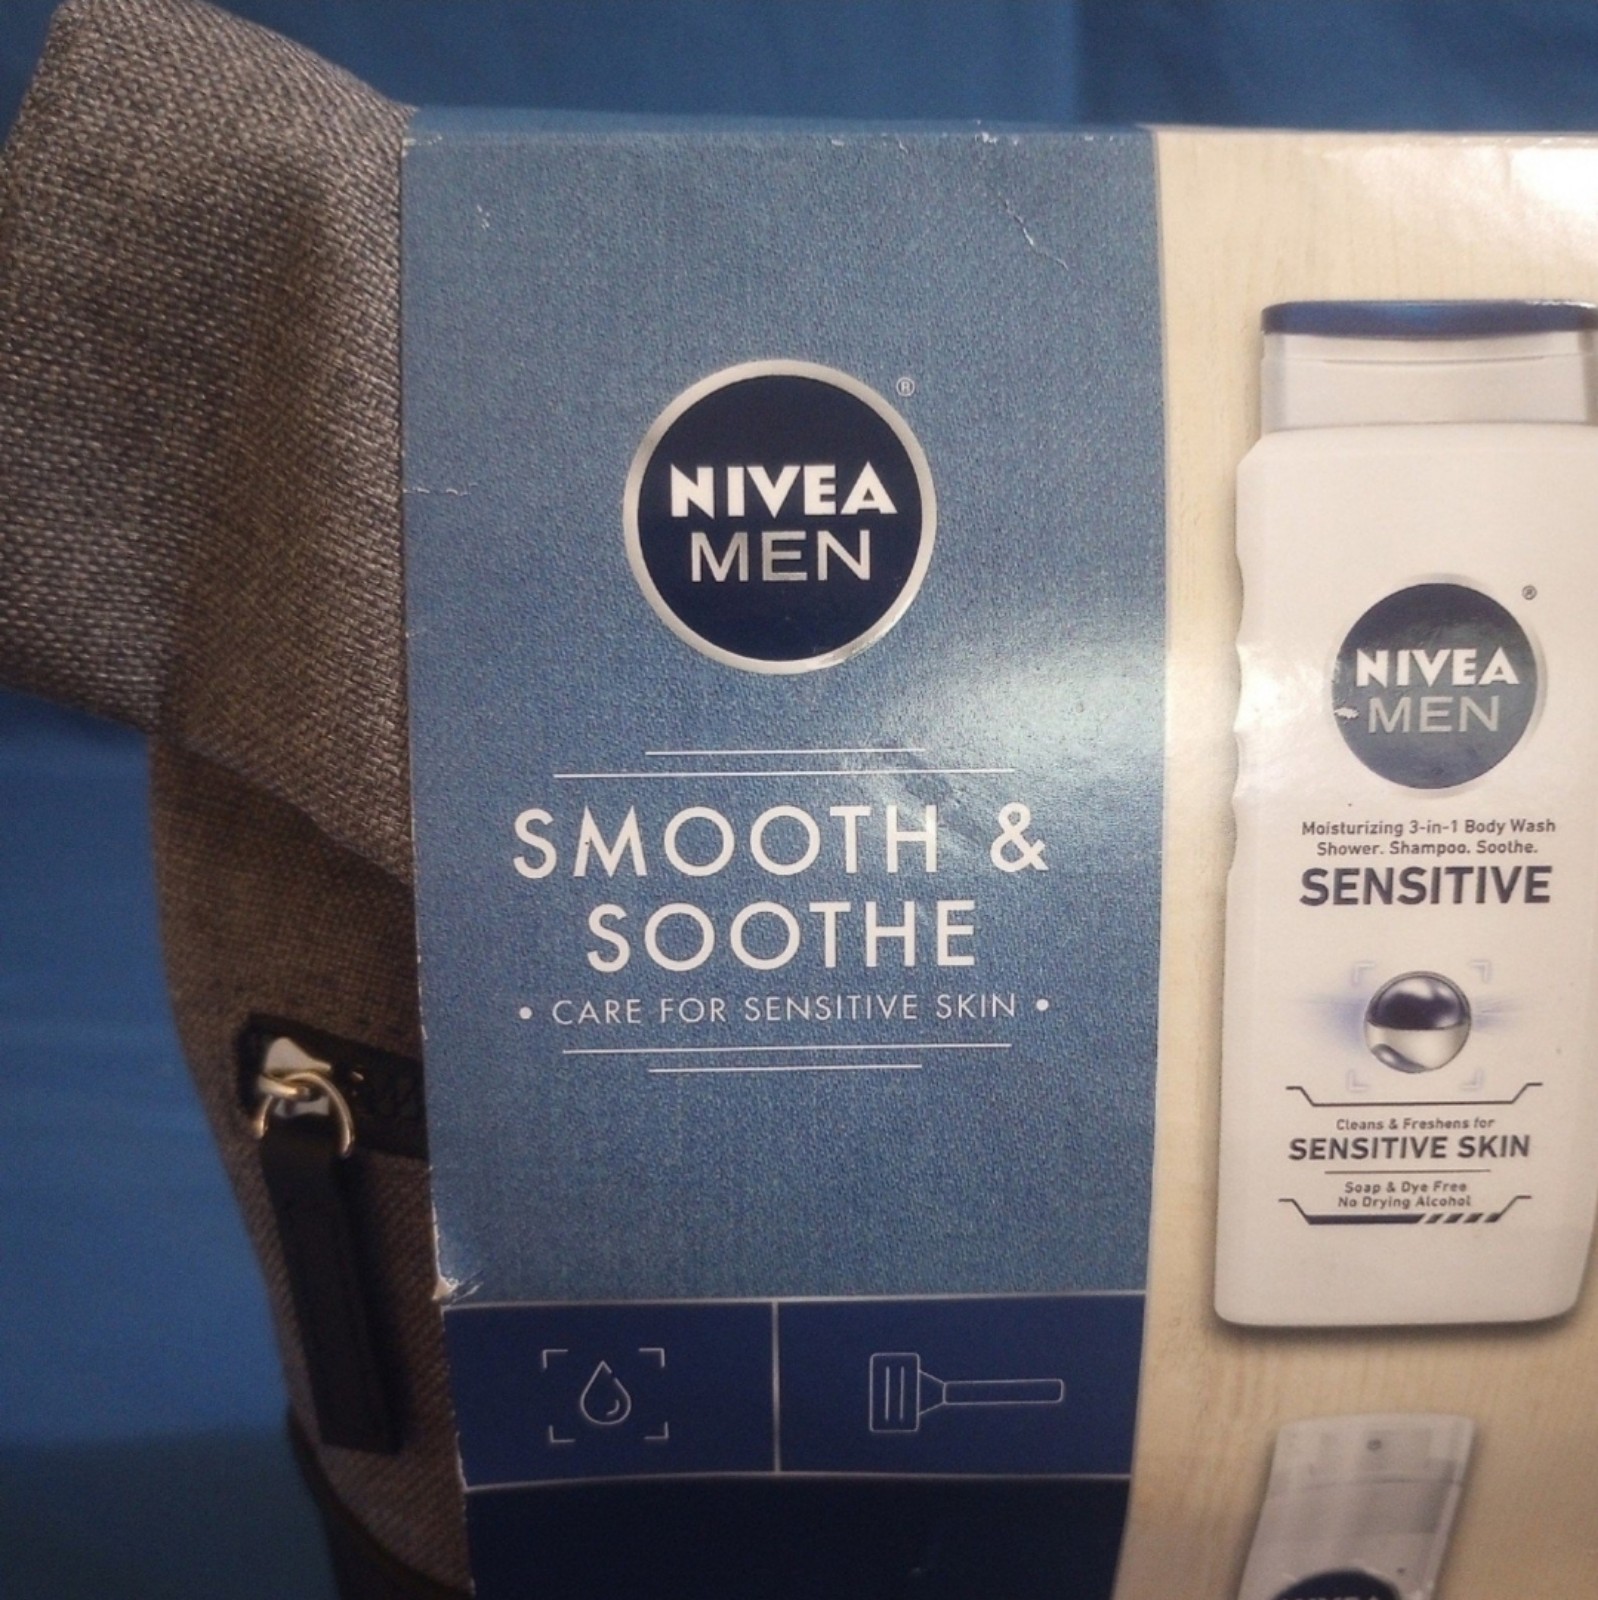 ®
NIVEA
MEN
SMOOTH &
SOOTHE
• CARE FOR SENSITIVE SKIN •
®
NIVEA
MEN
Moisturizing 3-in-1 Body Wash
Shower. Shampoo. Soothe.
SENSITIVE
Cleans & Freshens for
SENSITIVE SKIN
Soap & Dye Free
No Drying Alcohol